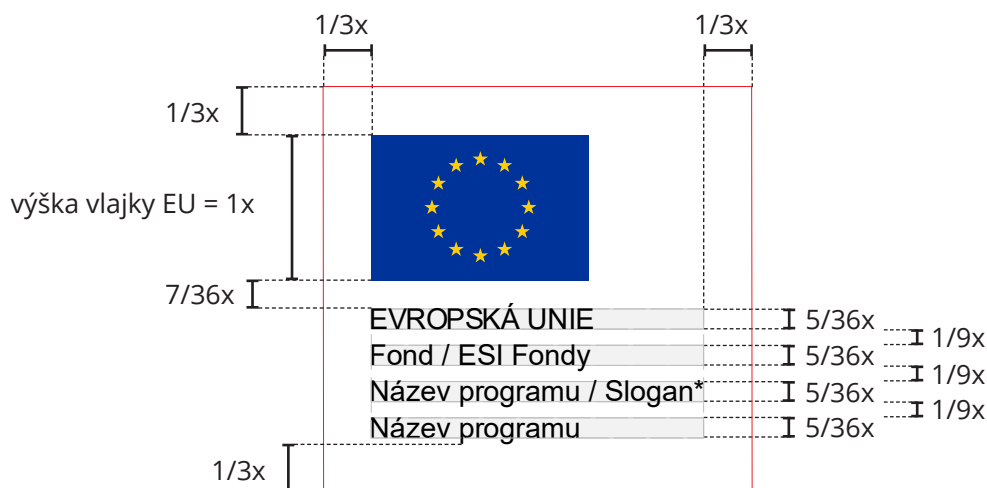 1/3x 1/3x
1/3x
výška vlajky EU = 1x
7/36x
EVROPSKÁ UNIE 5/36x
1/9x
Fond / ESI Fondy 5/36x
1/9x
Název programu / Slogan* 5/36x
1/9x
Název programu 5/36x
1/3x